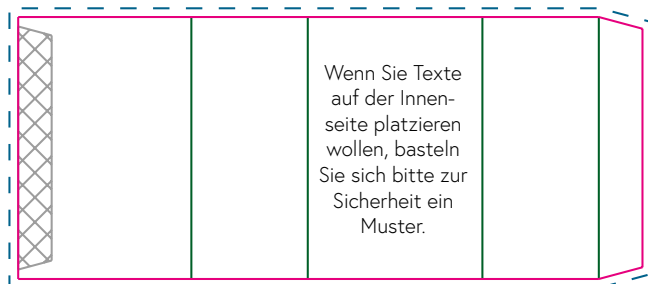 Wenn Sie Texte
auf der Innen-
seite platzieren
wollen, basteln
Sie sich bitte zur
Sicherheit ein
Muster.